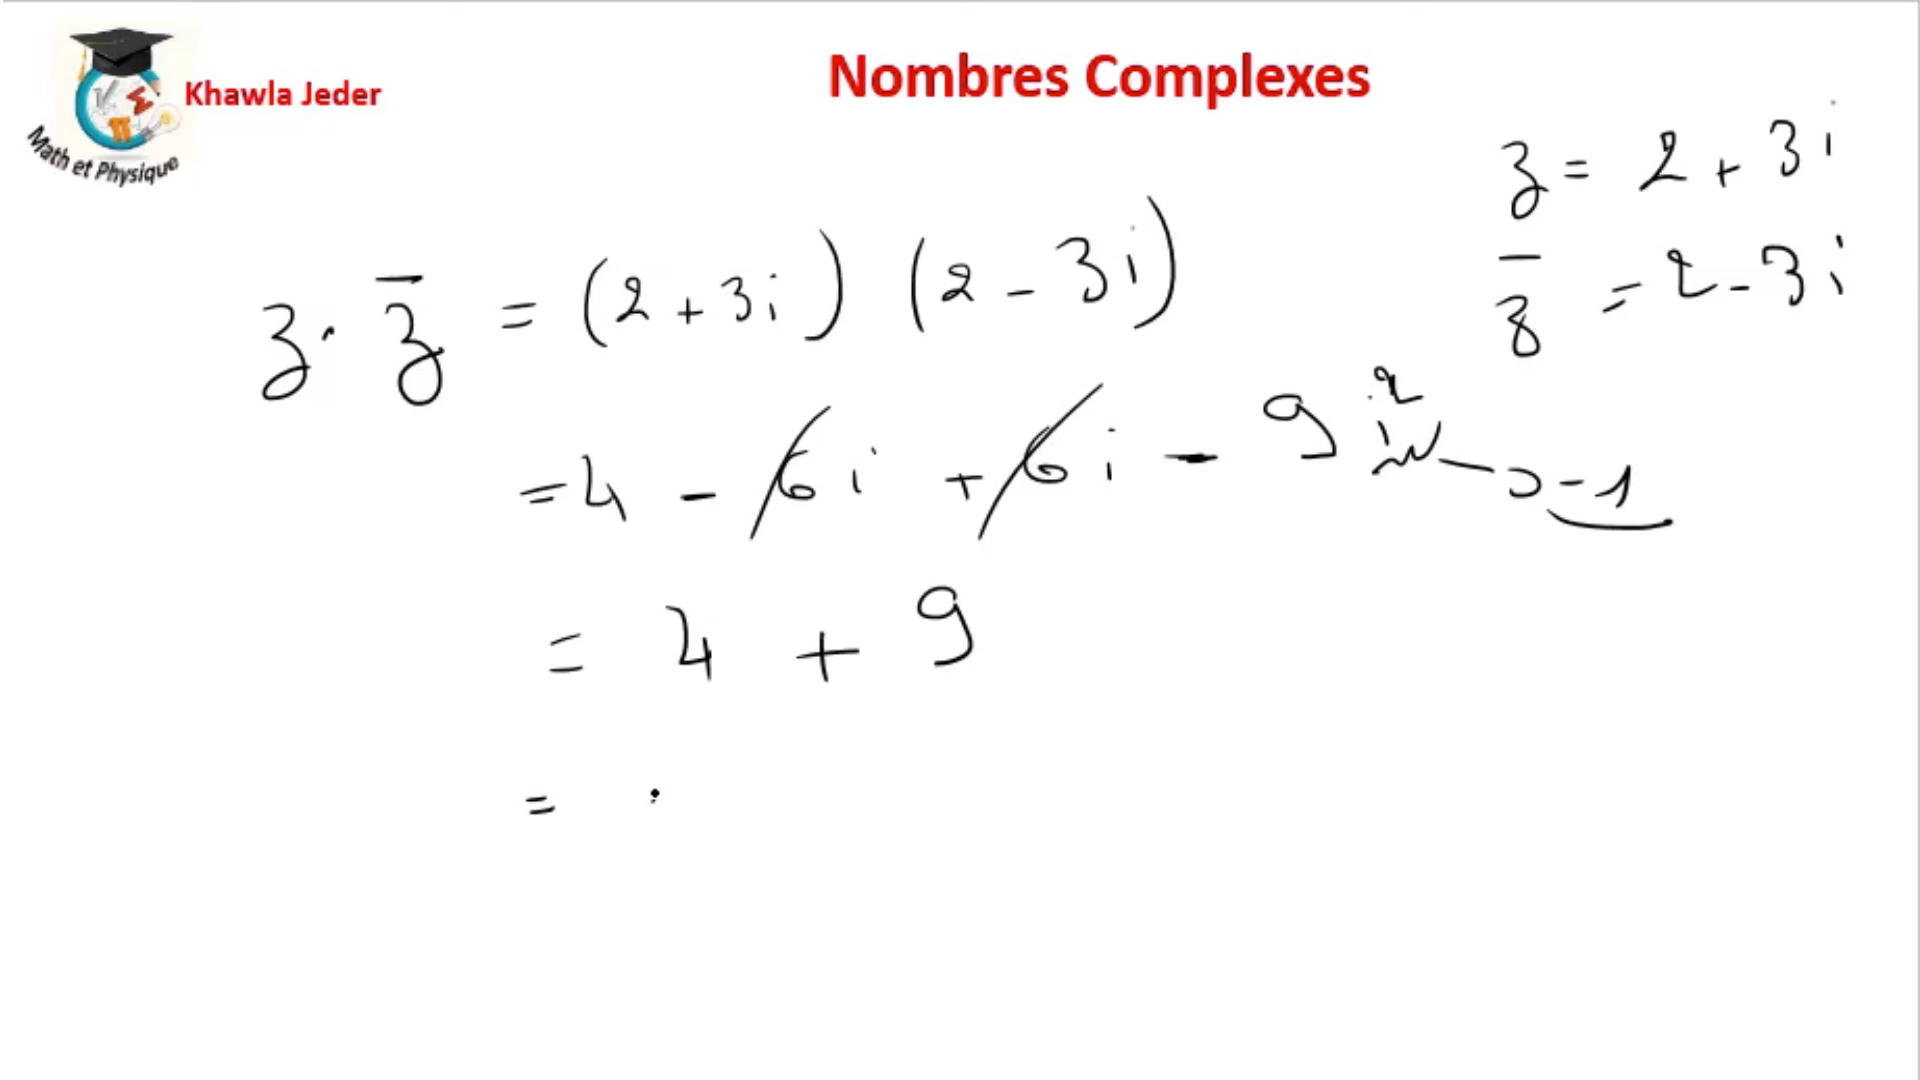 Nombres Complexes
Khawla Jeder
Math et Physique
z = 2 + 3i
z̄ = 2 - 3i
z · z̄ = (2 + 3i) (2 - 3i)
= 4 - 6i + 6i - 9 i² → -1
= 4 + 9
=